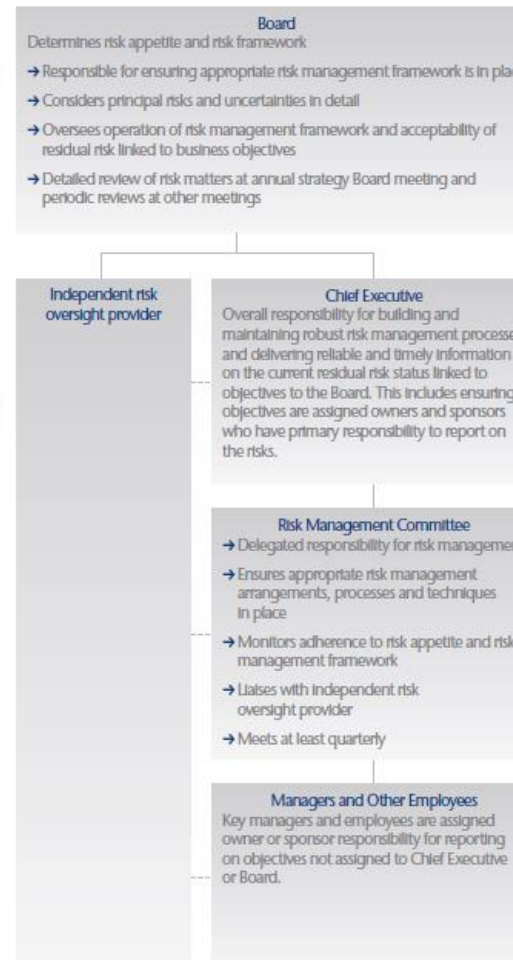 Board
Determines risk appetite and risk framework
→ Responsible for ensuring appropriate risk management framework is in plac
→ Considers principal risks and uncertainties in detail
→ Oversees operation of risk management framework and acceptability of
residual risk linked to business objectives
→ Detailed review of risk matters at annual strategy Board meeting and
periodic reviews at other meetings
Independent risk
oversight provider
Chief Executive
Overall responsibility for building and
maintaining robust risk management processe
and delivering reliable and timely information
on the current residual risk status linked to
objectives to the Board. This includes ensuring
objectives are assigned owners and sponsors
who have primary responsibility to report on
the risks.
Risk Management Committee
→ Delegated responsibility for risk managemen
→ Ensures appropriate risk management
arrangements, processes and techniques
in place
→ Monitors adherence to risk appetite and risk
management framework
→ Liaises with independent risk
oversight provider
→ Meets at least quarterly
Managers and Other Employees
Key managers and employees are assigned
owner or sponsor responsibility for reporting
on objectives not assigned to Chief Executive
or Board.